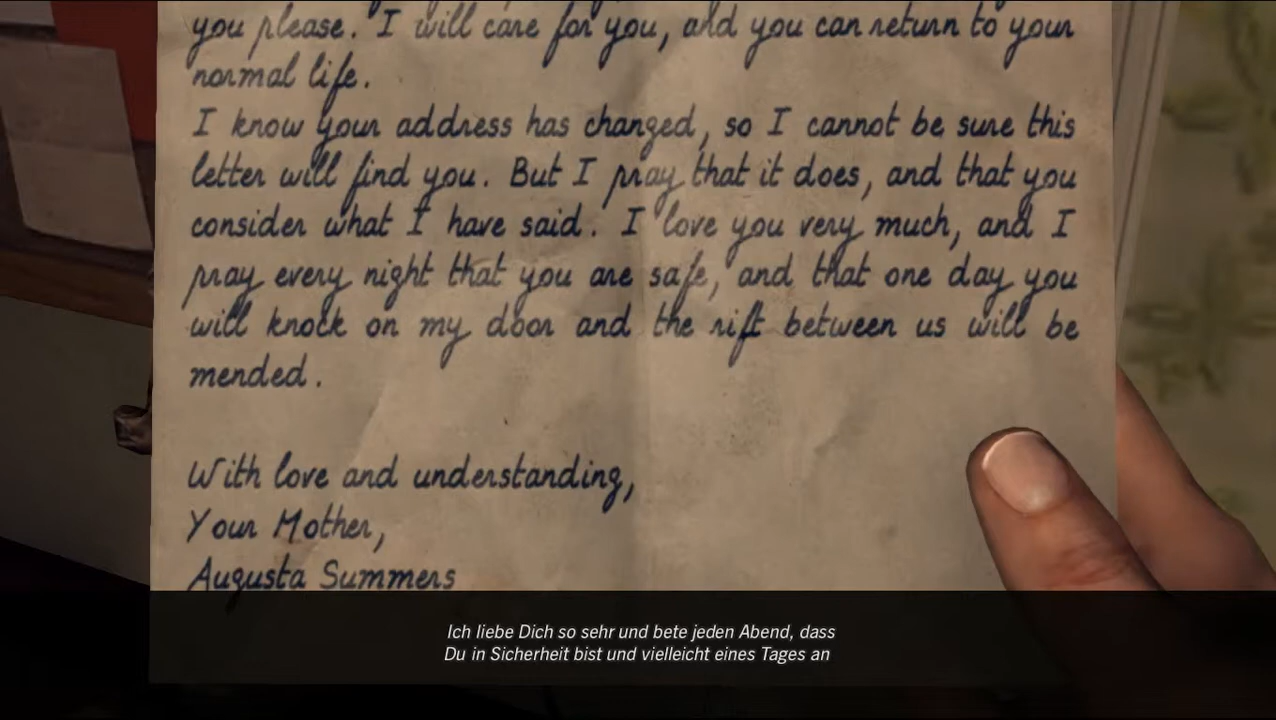 you please. I will care for you, and you can return to your
normal life.
I know your address has changed, so I cannot be sure this
letter will find you. But I pray that it does, and that you
consider what I have said. I love you very much, and I
pray every night that you are safe, and that one day you
will knock on my door and the rift between us will be
mended.
With love and understanding,
Your Mother,
Augusta Summers
Ich liebe Dich so sehr und bete jeden Abend, dass
Du in Sicherheit bist und vielleicht eines Tages an